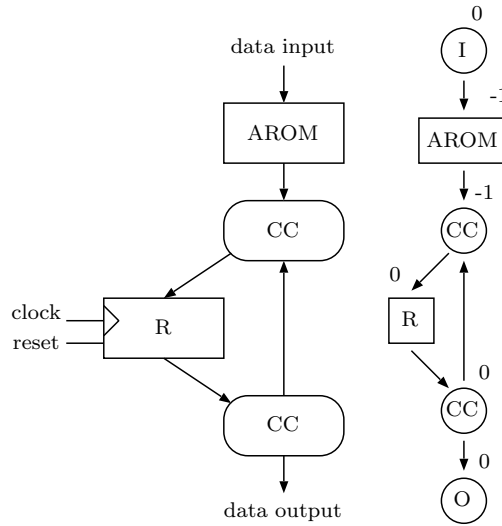 data input
AROM
CC
clock
reset
R
CC
data output
0
I
-1
AROM
-1
CC
0
R
0
CC
0
O